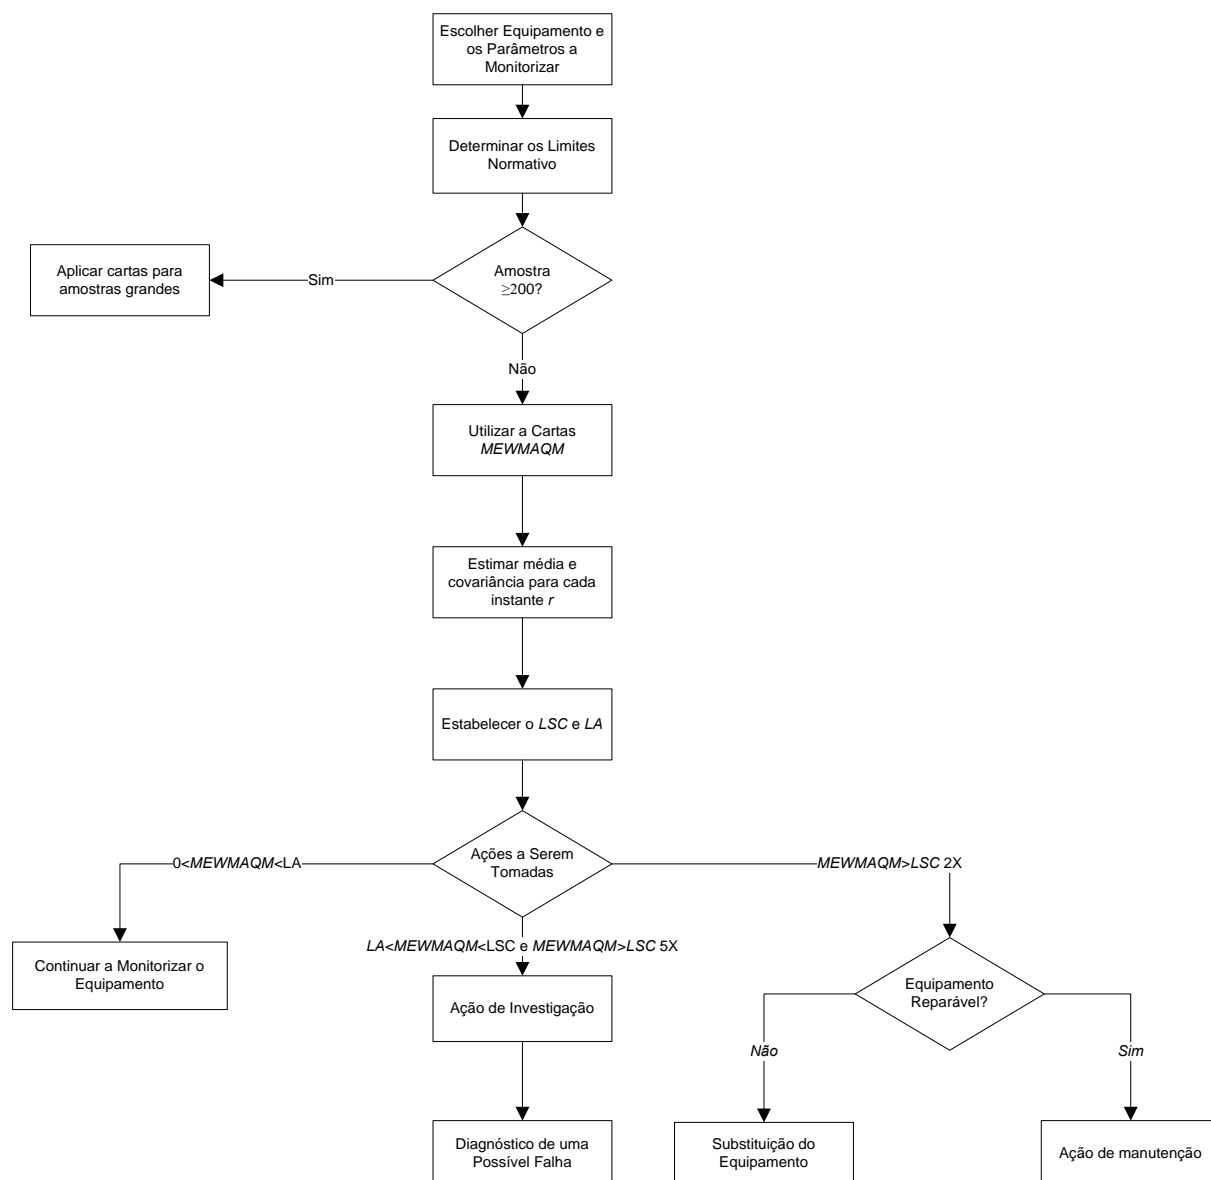 Escolher Equipamento e
os Parâmetros a
Monitorizar
Determinar os Limites
Normativo
Amostra
≥200?
Sim
Aplicar cartas para
amostras grandes
Não
Utilizar a Cartas
MEWMAQM
Estimar média e
covariância para cada
instante r
Estabelecer o LSC e LA
Ações a Serem
Tomadas
0<MEWMAQM<LA
MEWMAQM>LSC 2X
LA<MEWMAQM<LSC e MEWMAQM>LSC 5X
Continuar a Monitorizar o
Equipamento
Ação de Investigação
Equipamento
Reparável?
Não
Sim
Diagnóstico de uma
Possível Falha
Substituição do
Equipamento
Ação de manutenção